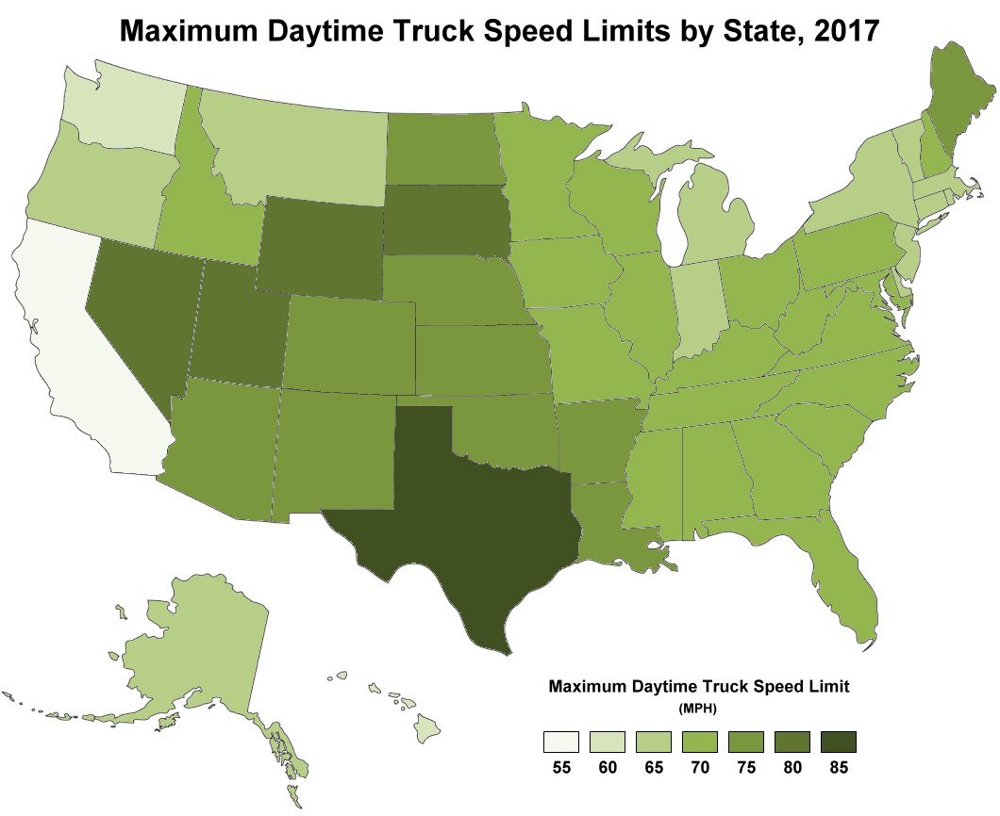 Maximum Daytime Truck Speed Limits by State, 2017
Maximum Daytime Truck Speed Limit
(MPH)
55 60 65 70 75 80 85